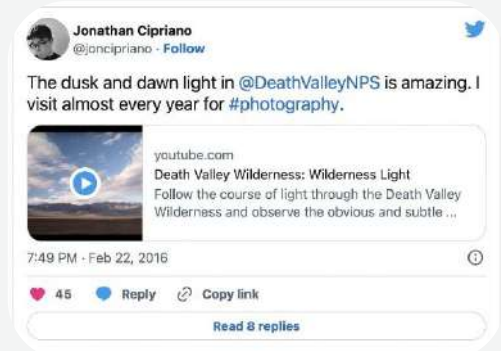 Jonathan Cipriano
@joncipriano · Follow
The dusk and dawn light in @DeathValleyNPS is amazing. I
visit almost every year for #photography.
youtube.com
Death Valley Wilderness: Wilderness Light
Follow the course of light through the Death Valley
Wilderness and observe the obvious and subtle ...
7:49 PM · Feb 22, 2016
45 Reply Copy link
Read 8 replies